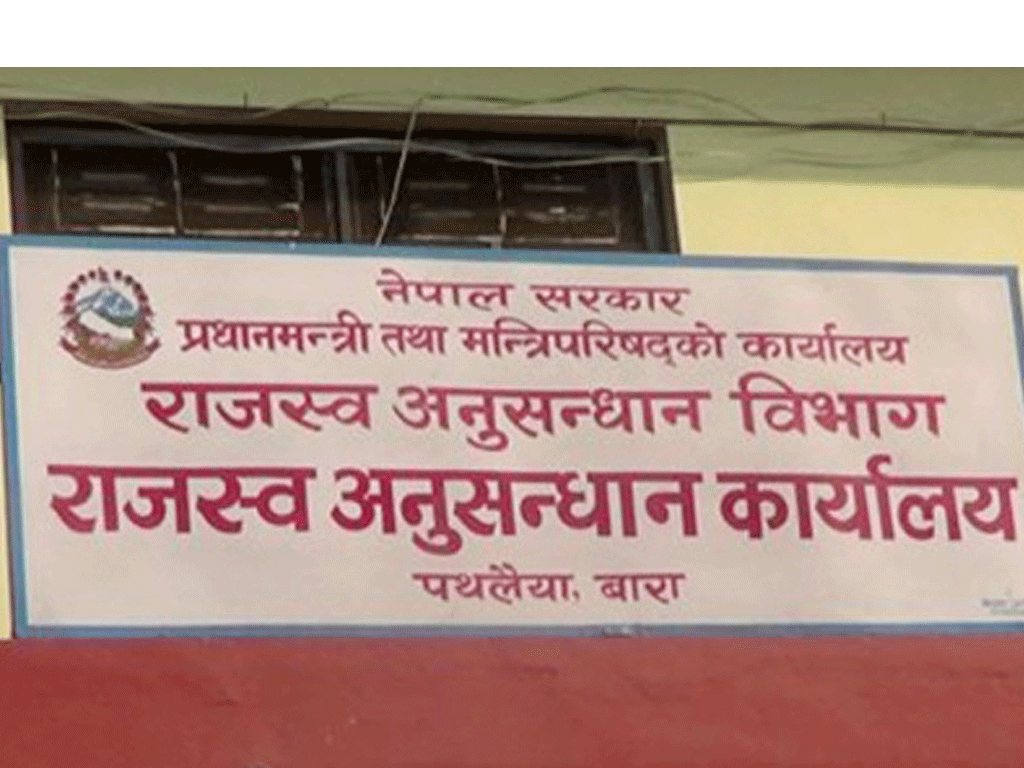 नेपाल सरकार
प्रधानमन्त्री तथा मन्त्रिपरिषद्को कार्यालय
राजस्व अनुसन्धान विभाग
राजस्व अनुसन्धान कार्यालय
पथलैया, बारा